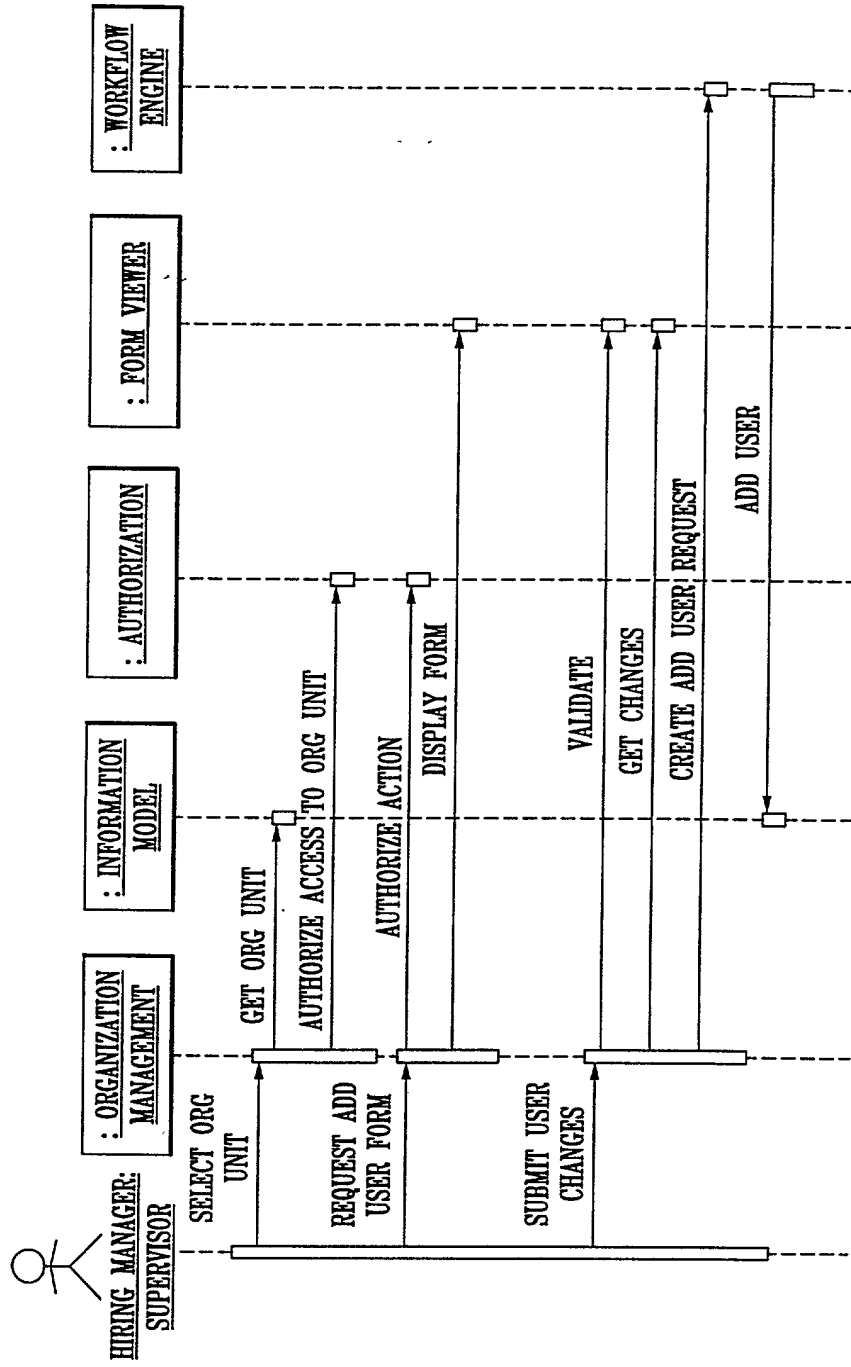 HIRING MANAGER:
SUPERVISOR
: ORGANIZATION
MANAGEMENT
: INFORMATION
MODEL
: AUTHORIZATION
: FORM VIEWER
: WORKFLOW
ENGINE
SELECT ORG
UNIT
GET ORG UNIT
AUTHORIZE ACCESS TO ORG UNIT
REQUEST ADD
USER FORM
AUTHORIZE ACTION
DISPLAY FORM
SUBMIT USER
CHANGES
VALIDATE
GET CHANGES
CREATE ADD USER REQUEST
ADD USER